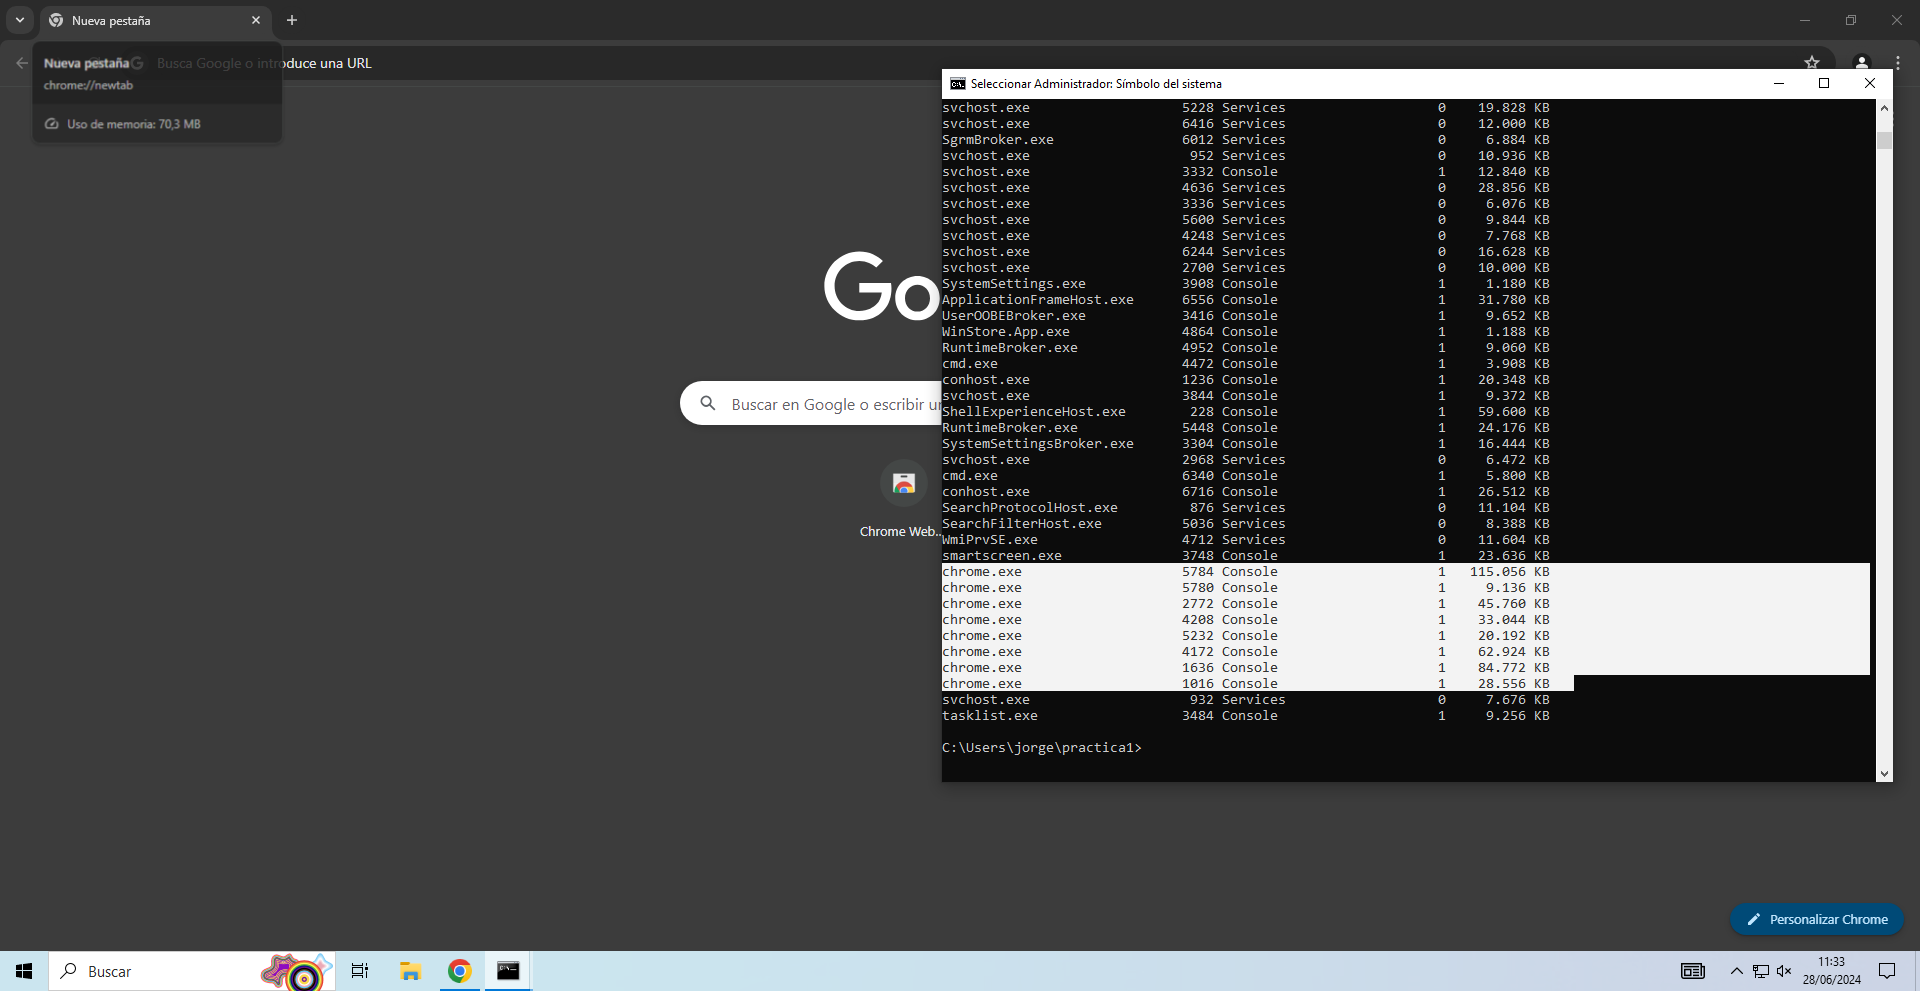 Nueva pestaña
Nueva pestaña
Busca Google o introduce una URL
chrome://newtab
Uso de memoria: 70,3 MB
Go
Buscar en Google o escribir ur
Chrome Web...
Seleccionar Administrador: Símbolo del sistema
svchost.exe 5228 Services 0 19.828 KB
svchost.exe 6416 Services 0 12.000 KB
SgrmBroker.exe 6012 Services 0 6.884 KB
svchost.exe 952 Services 0 10.936 KB
svchost.exe 3332 Console 1 12.840 KB
svchost.exe 4636 Services 0 28.856 KB
svchost.exe 3336 Services 0 6.076 KB
svchost.exe 5600 Services 0 9.844 KB
svchost.exe 4248 Services 0 7.768 KB
svchost.exe 6244 Services 0 16.628 KB
svchost.exe 2700 Services 0 10.000 KB
SystemSettings.exe 3908 Console 1 1.180 KB
ApplicationFrameHost.exe 6556 Console 1 31.780 KB
UserOOBEBroker.exe 3416 Console 1 9.652 KB
WinStore.App.exe 4864 Console 1 1.188 KB
RuntimeBroker.exe 4952 Console 1 9.060 KB
cmd.exe 4472 Console 1 3.908 KB
conhost.exe 1236 Console 1 20.348 KB
svchost.exe 3844 Console 1 9.372 KB
ShellExperienceHost.exe 228 Console 1 59.600 KB
RuntimeBroker.exe 5448 Console 1 24.176 KB
SystemSettingsBroker.exe 3304 Console 1 16.444 KB
svchost.exe 2968 Services 0 6.472 KB
cmd.exe 6340 Console 1 5.800 KB
conhost.exe 6716 Console 1 26.512 KB
SearchProtocolHost.exe 876 Services 0 11.104 KB
SearchFilterHost.exe 5036 Services 0 8.388 KB
WmiPrvSE.exe 4712 Services 0 11.604 KB
smartscreen.exe 3748 Console 1 23.636 KB
chrome.exe 5784 Console 1 115.056 KB
chrome.exe 5780 Console 1 9.136 KB
chrome.exe 2772 Console 1 45.760 KB
chrome.exe 4208 Console 1 33.044 KB
chrome.exe 5232 Console 1 20.192 KB
chrome.exe 4172 Console 1 62.924 KB
chrome.exe 1636 Console 1 84.772 KB
chrome.exe 1016 Console 1 28.556 KB
svchost.exe 932 Services 0 7.676 KB
tasklist.exe 3484 Console 1 9.256 KB
C:\Users\jorge\practica1>
Personalizar Chrome
Buscar
11:33
28/06/2024